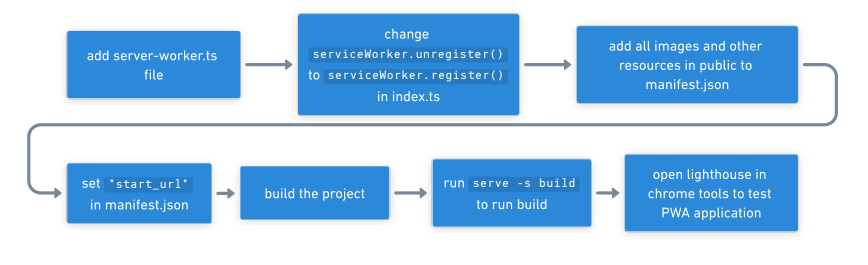 add server-worker.ts
file
change
serviceWorker.unregister()
to serviceWorker.register()
in index.ts
add all images and other
resources in public to
manifest.json
set "start_url"
in manifest.json
build the project
run serve -s build
to run build
open lighthouse in
chrome tools to test
PWA application